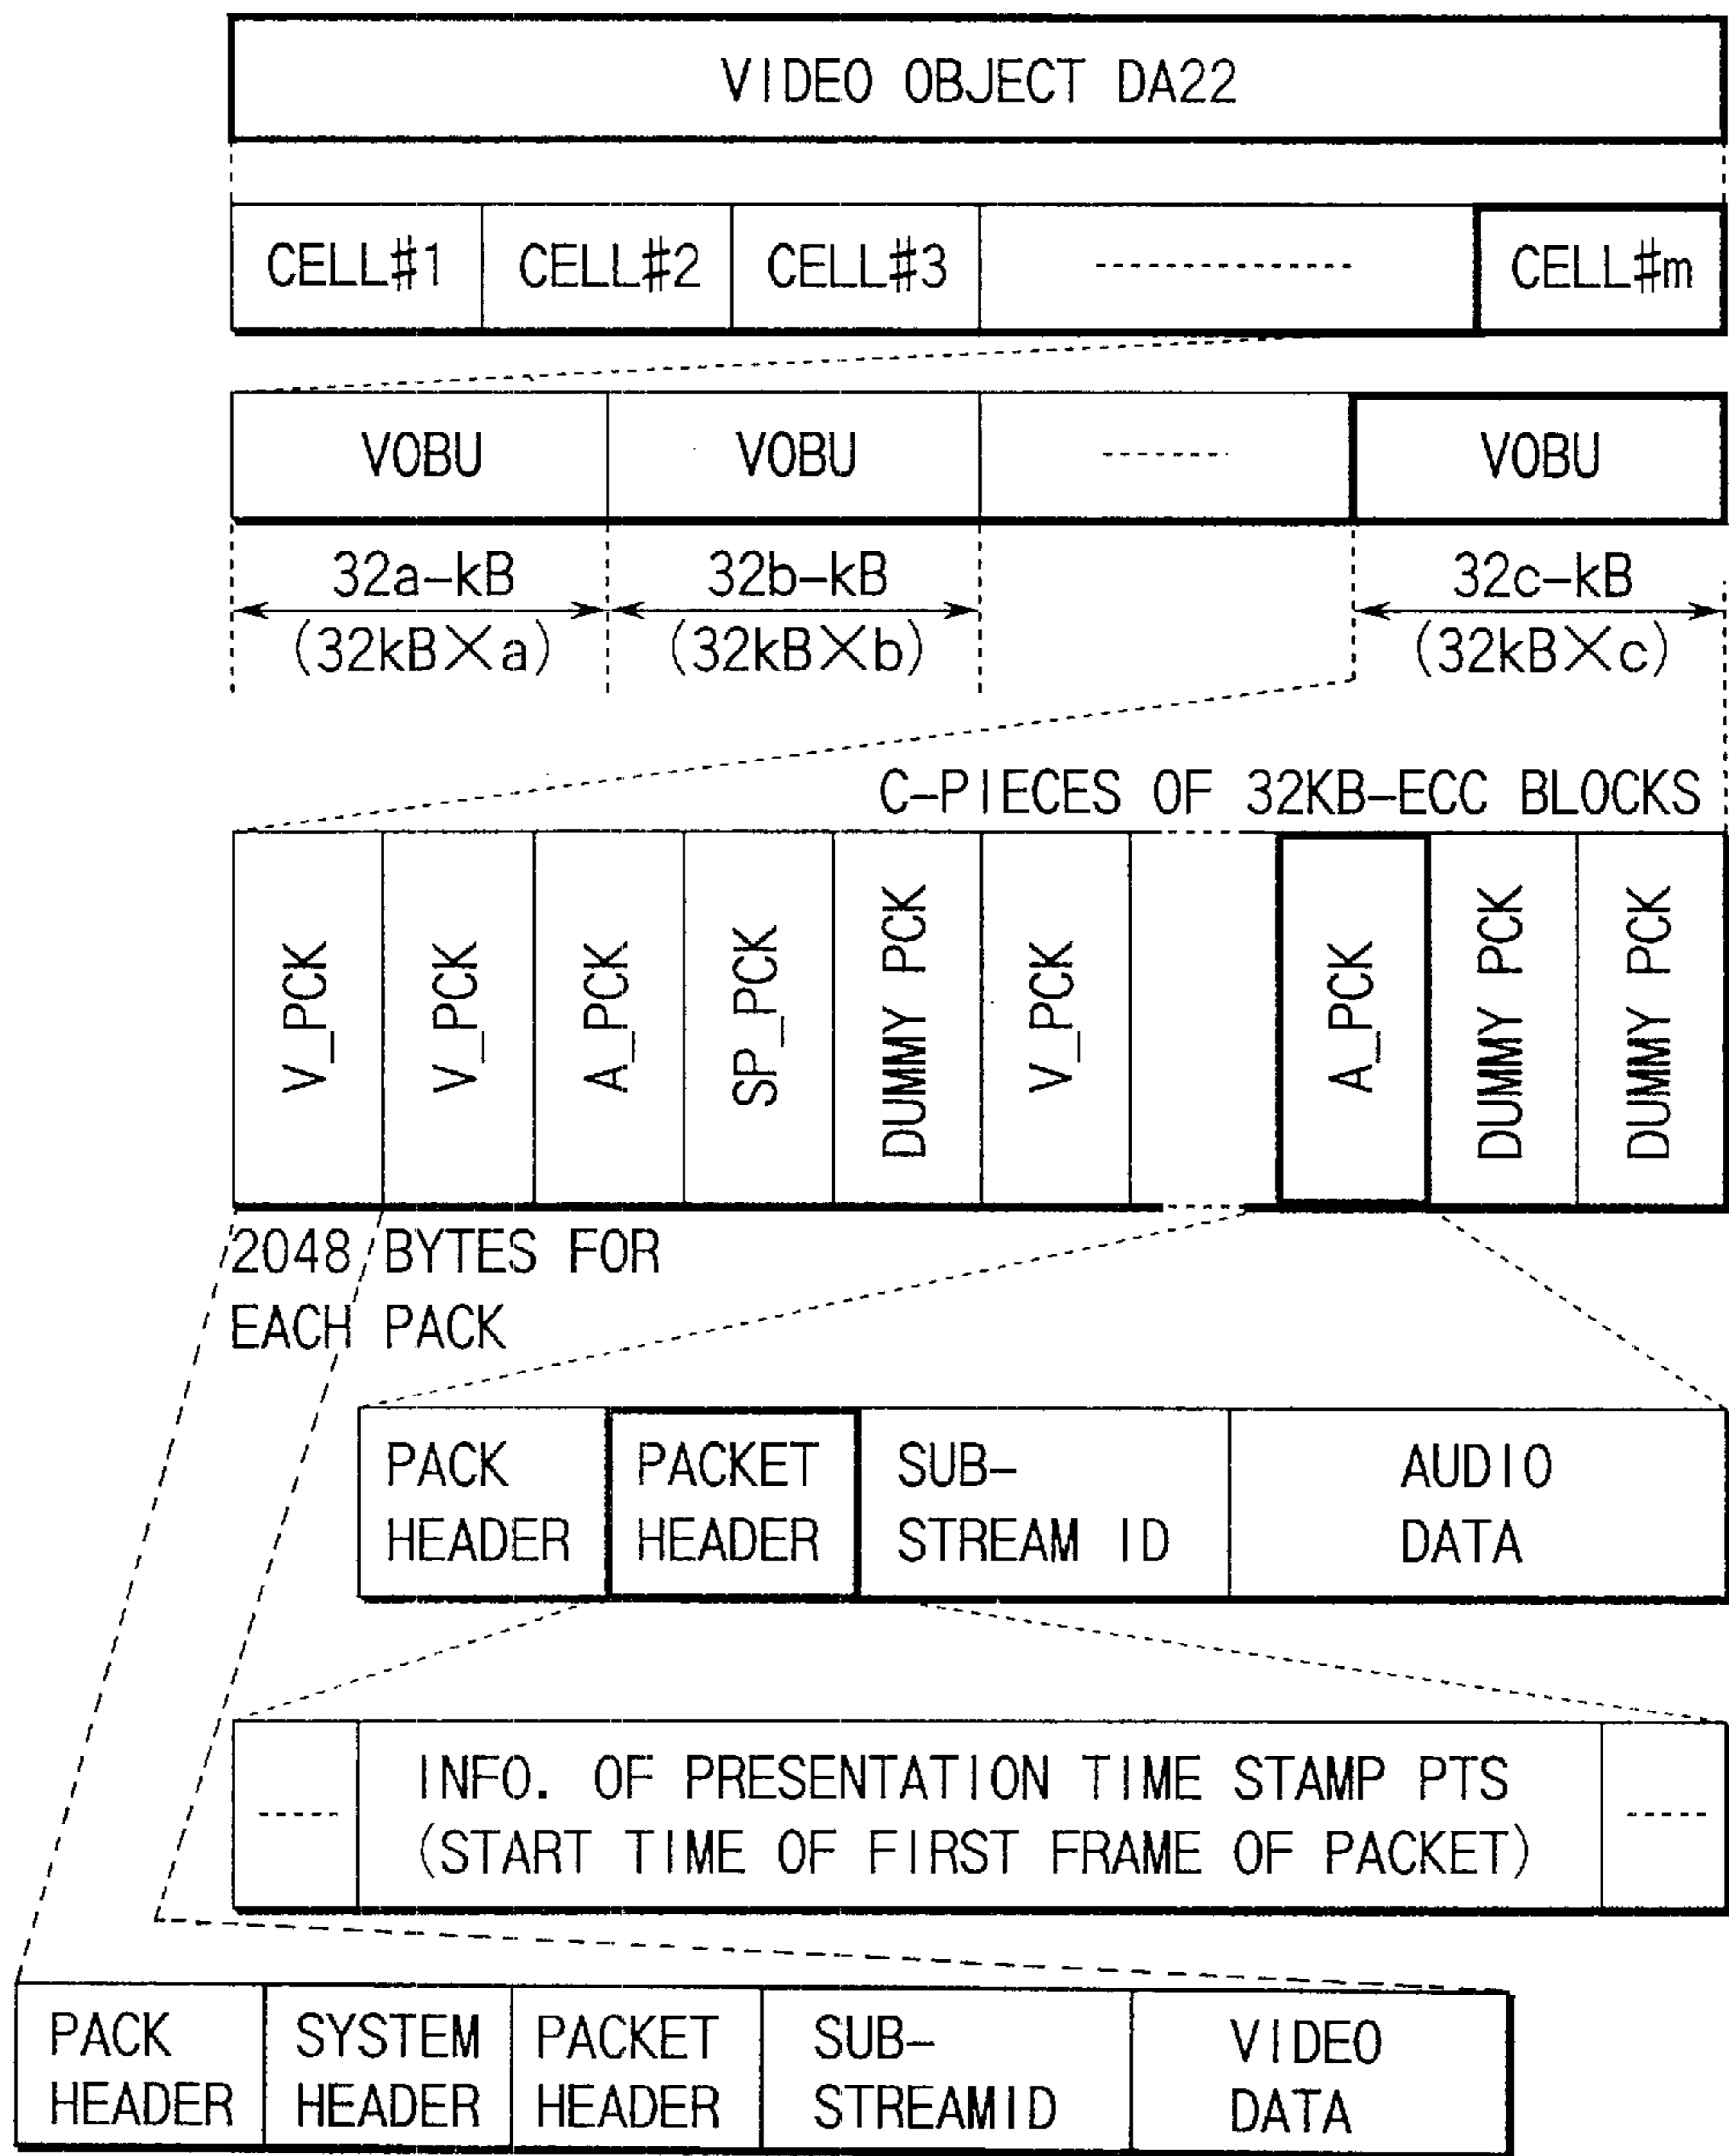 VIDEO OBJECT DA22
CELL#1 CELL#2 CELL#3 CELL#m
VOBU VOBU VOBU
32a-kB 32b-kB 32c-kB
(32kB×a) (32kB×b) (32kB×c)
C-PIECES OF 32KB-ECC BLOCKS
V_PCK
V_PCK
A_PCK
SP_PCK
DUMMY PCK
V_PCK
A_PCK
DUMMY PCK
DUMMY PCK
2048 BYTES FOR
EACH PACK
PACK
HEADER
PACKET
HEADER
SUB-
STREAM ID
AUDIO
DATA
INFO. OF PRESENTATION TIME STAMP PTS
(START TIME OF FIRST FRAME OF PACKET)
PACK
HEADER
SYSTEM
HEADER
PACKET
HEADER
SUB-
STREAMID
VIDEO
DATA